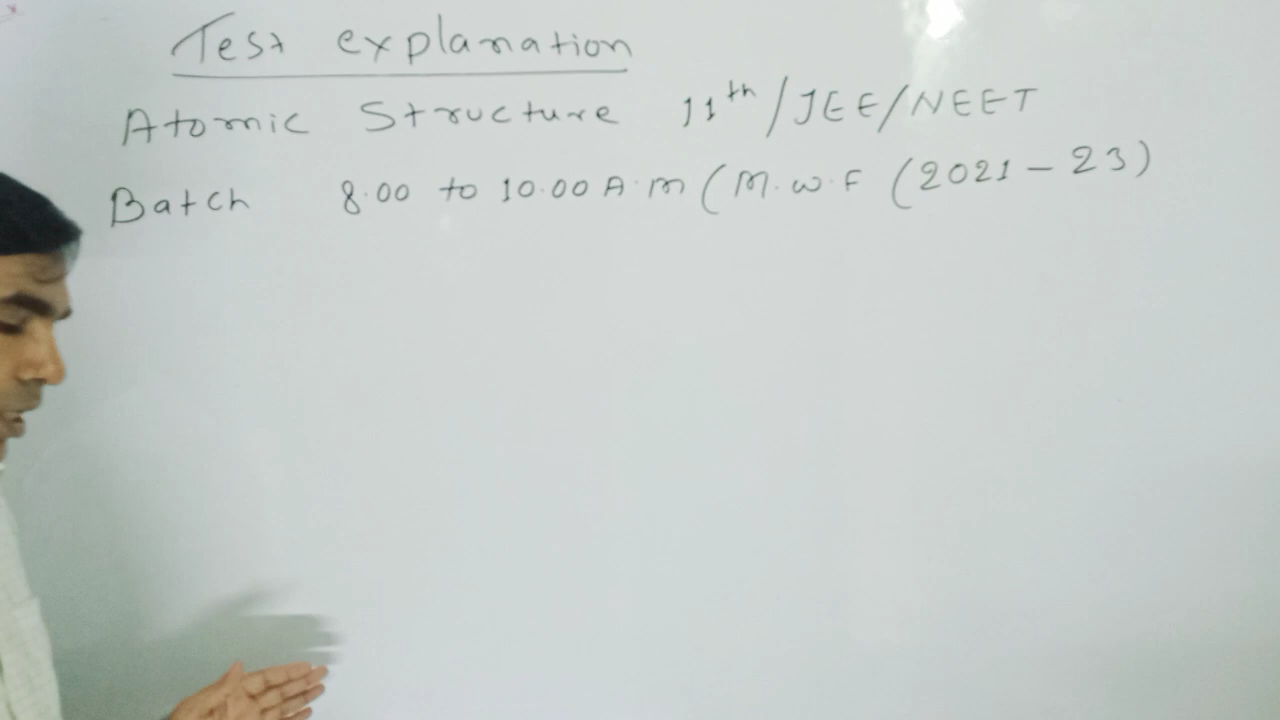 Test explanation
Atomic Structure 11th/JEE/NEET
Batch 8.00 to 10.00 A.m (M.W.F (2021-23)